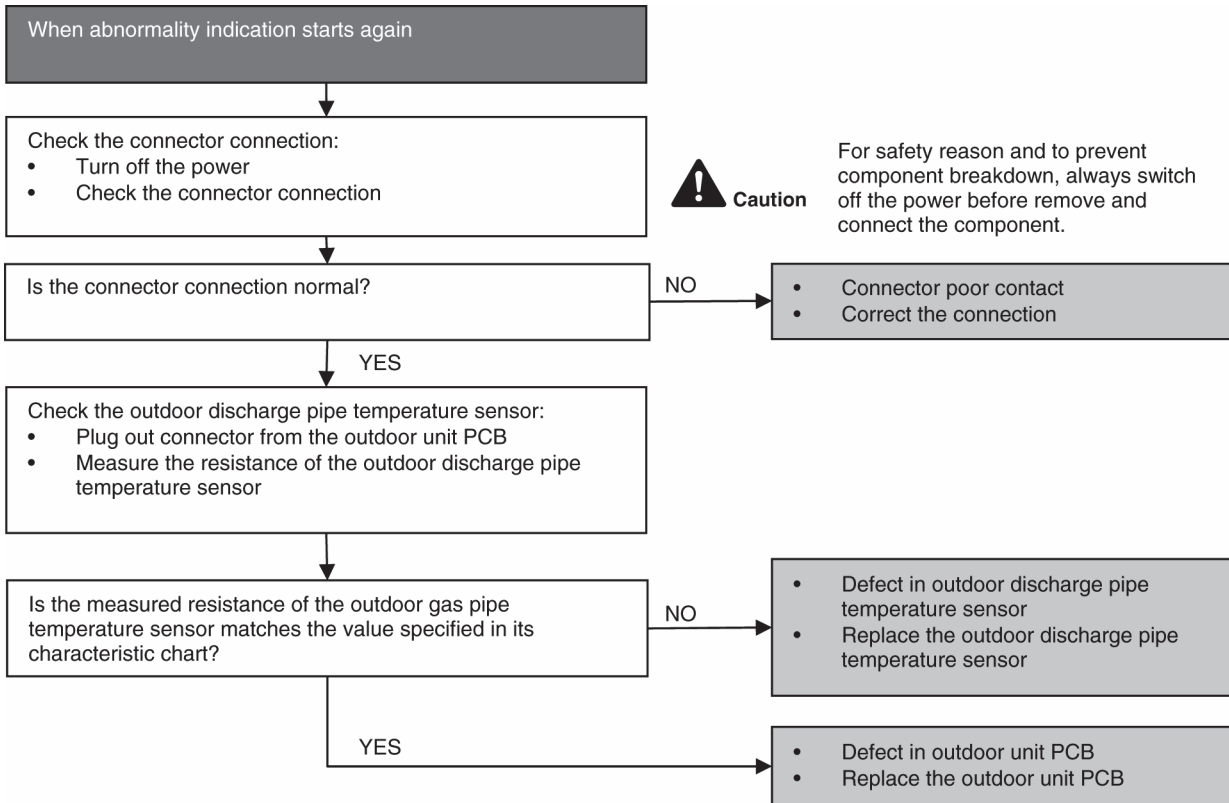 When abnormality indication starts again
Check the connector connection:
• Turn off the power
• Check the connector connection
Caution
For safety reason and to prevent
component breakdown, always switch
off the power before remove and
connect the component.
Is the connector connection normal?
NO
• Connector poor contact
• Correct the connection
YES
Check the outdoor discharge pipe temperature sensor:
• Plug out connector from the outdoor unit PCB
• Measure the resistance of the outdoor discharge pipe
temperature sensor
Is the measured resistance of the outdoor gas pipe
temperature sensor matches the value specified in its
characteristic chart?
NO
• Defect in outdoor discharge pipe
temperature sensor
• Replace the outdoor discharge pipe
temperature sensor
YES
• Defect in outdoor unit PCB
• Replace the outdoor unit PCB